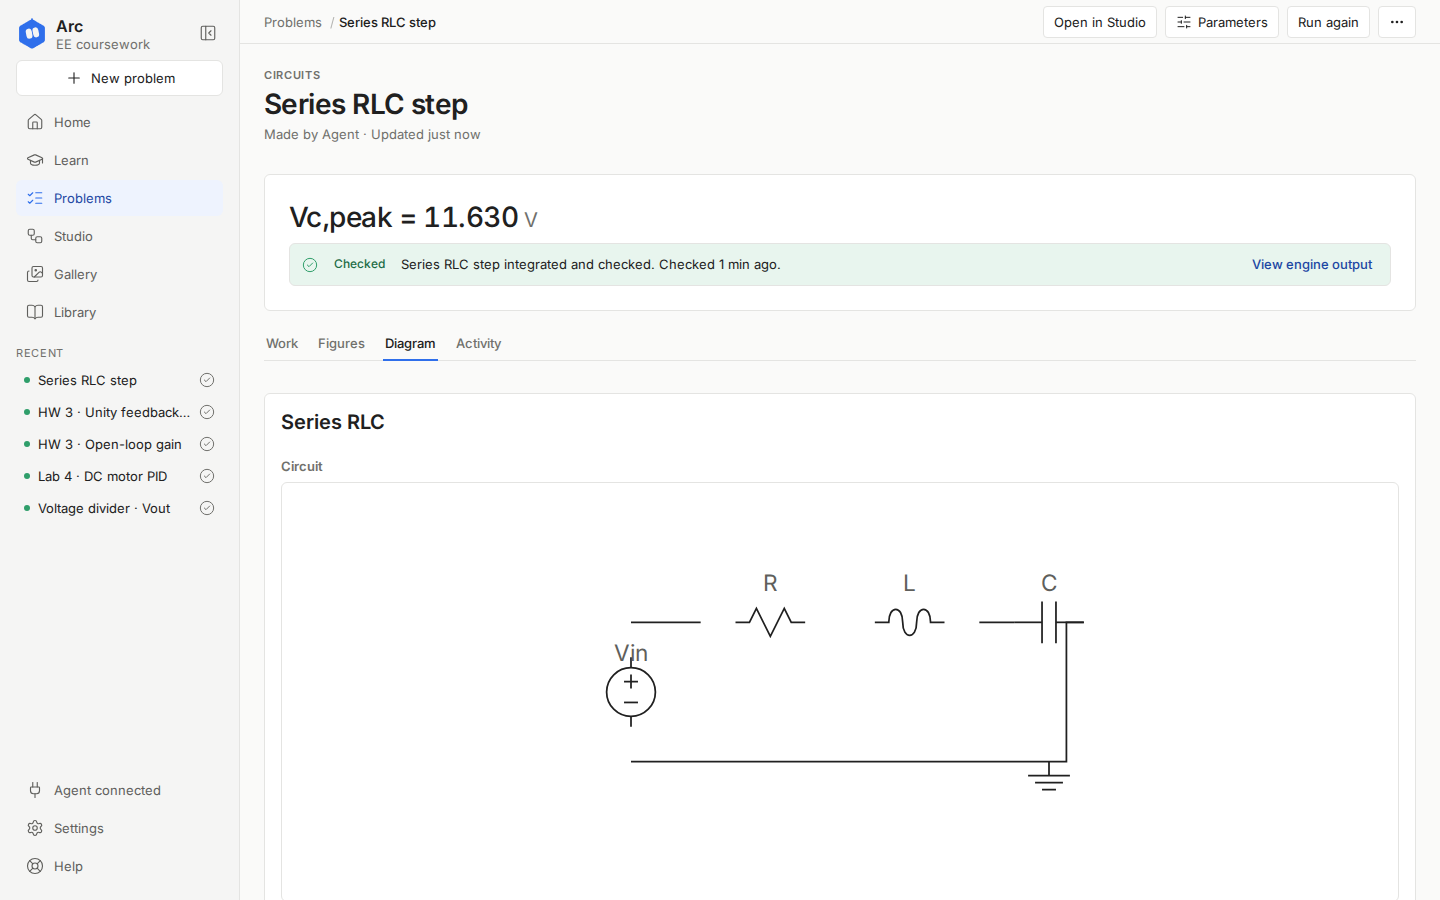 Arc
EE coursework
New problem
Home
Learn
Problems
Studio
Gallery
Library
RECENT
Series RLC step
HW 3 · Unity feedback...
HW 3 · Open-loop gain
Lab 4 · DC motor PID
Voltage divider · Vout
Agent connected
Settings
Help
Problems / Series RLC step
Open in Studio
Parameters
Run again
CIRCUITS
Series RLC step
Made by Agent · Updated just now
Vc,peak = 11.630 V
Checked Series RLC step integrated and checked. Checked 1 min ago. View engine output
Work Figures Diagram Activity
Series RLC
Circuit
R L C
Vin